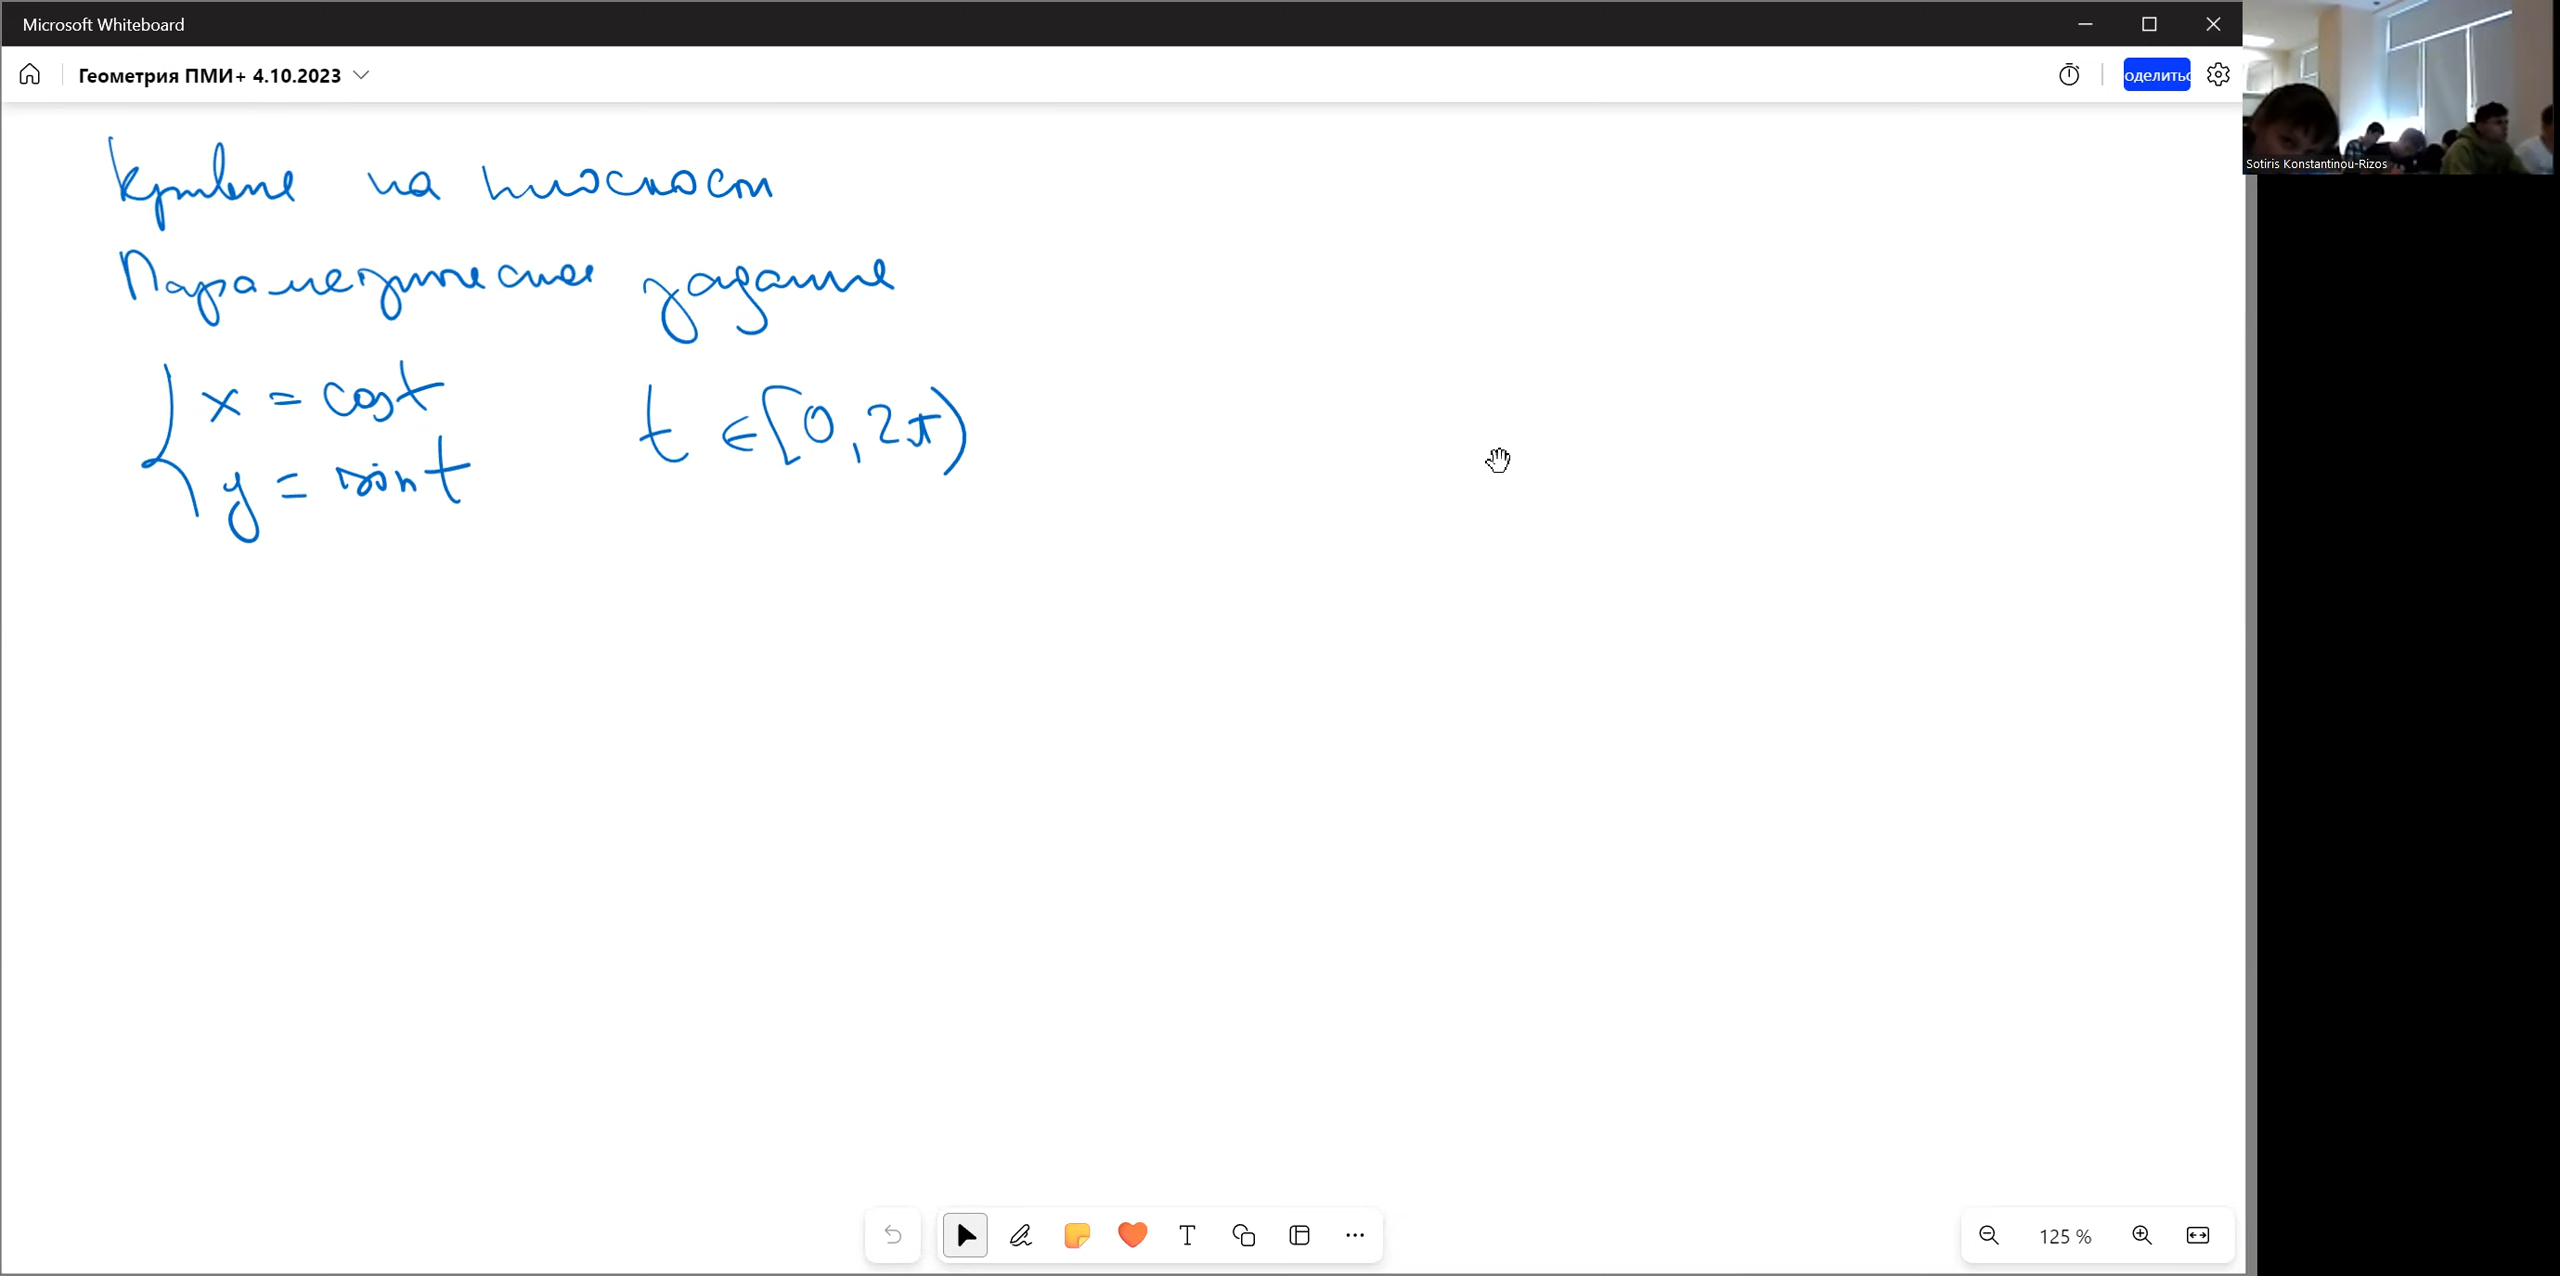 Microsoft Whiteboard
Геометрия ПМИ+ 4.10.2023
оделитьс
Sotiris Konstantinou-Rizos
Кривые на плоскости
Параметрическое задание
x = cos t
y = sin t
t ∈ [0, 2π)
T
125 %